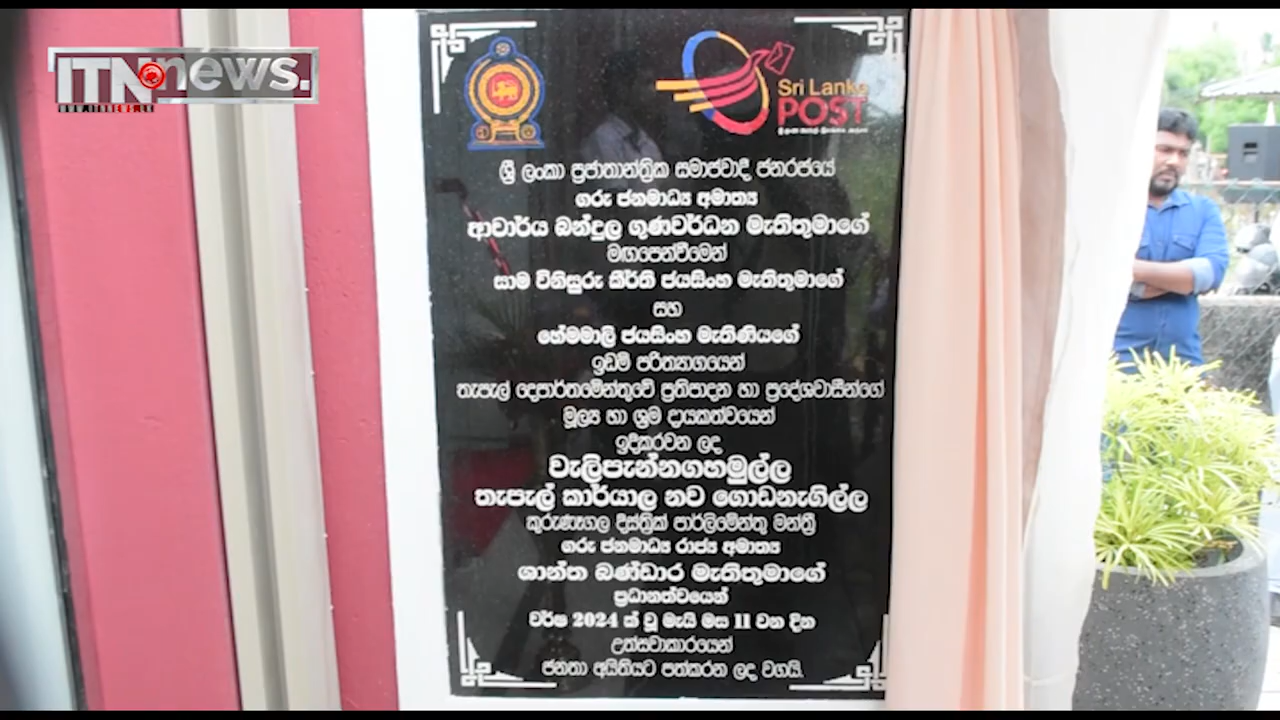 ITN news.
WWW.ITNNEWS.LK
Sri Lanka
POST
ශ්‍රී ලංකා ප්‍රජාතාන්ත්‍රික සමාජවාදී ජනරජයේ
ගරු ජනමාධ්‍ය අමාත්‍ය
ආචාර්ය බන්දුල ගුණවර්ධන මැතිතුමාගේ
මඟපෙන්වීමෙන්
සාම විනිසුරු කීර්ති ජයසිංහ මැතිතුමාගේ
සහ
හේමමාලි ජයසිංහ මැතිණියගේ
ඉඩම් පරිත්‍යාගයෙන්
තැපැල් දෙපාර්තමේන්තුවේ ප්‍රතිපාදන හා ප්‍රදේශවාසීන්ගේ
මූල්‍ය හා ශ්‍රම දායකත්වයෙන්
ඉදිකරවන ලද
වැලිපැන්නගහමුල්ල
තැපැල් කාර්යාල නව ගොඩනැගිල්ල
කුරුණෑගල දිස්ත්‍රික් පාර්ලිමේන්තු මන්ත්‍රී
ගරු ජනමාධ්‍ය රාජ්‍ය අමාත්‍ය
ශාන්ත බණ්ඩාර මැතිතුමාගේ
ප්‍රධානත්වයෙන්
වර්ෂ 2024 ක් වූ මැයි මස 11 වන දින
උත්සවාකාරයෙන්
ජනතා අයිතියට පත්කරන ලද වගයි.